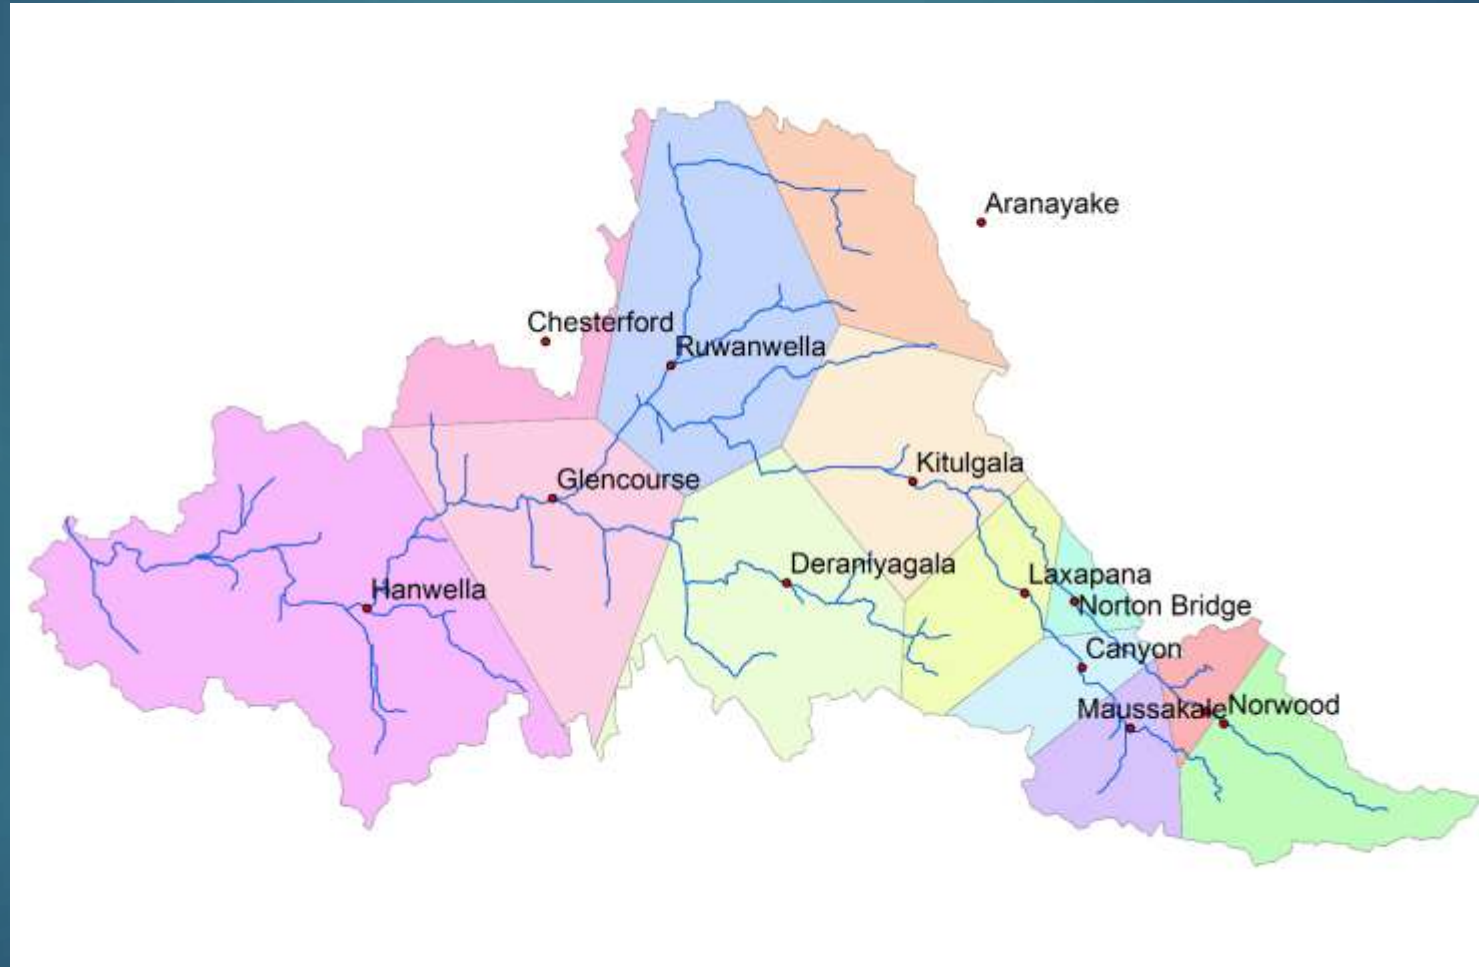 Aranayake
Chesterford
Ruwanwella
Kitulgala
Glencourse
Deraniyagala
Laxapana
Hanwella
Norton Bridge
Canyon
Maussakale
Norwood